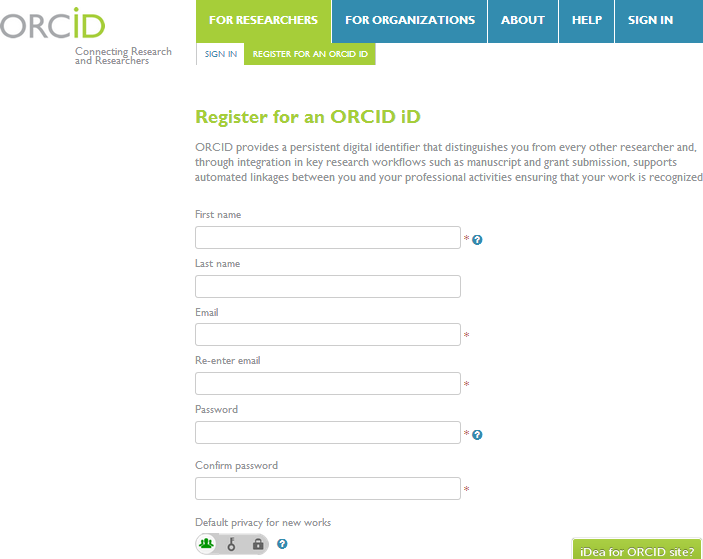 ORCiD
Connecting Research
and Researchers
FOR RESEARCHERS FOR ORGANIZATIONS ABOUT HELP SIGN IN
SIGN IN REGISTER FOR AN ORCID ID
Register for an ORCID iD
ORCID provides a persistent digital identifier that distinguishes you from every other researcher and,
through integration in key research workflows such as manuscript and grant submission, supports
automated linkages between you and your professional activities ensuring that your work is recognized
First name
* ?
Last name
Email
*
Re-enter email
*
Password
* ?
Confirm password
*
Default privacy for new works
?
iDea for ORCID site?